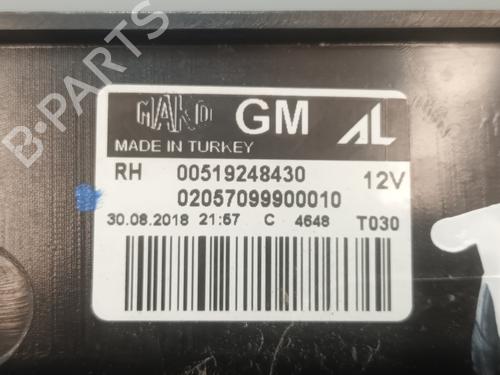 B-PARTS
MAKO GM AL
MADE IN TURKEY
RH 00519248430 12V
02057099900010
30.08.2018 21:57 C 4648 T030